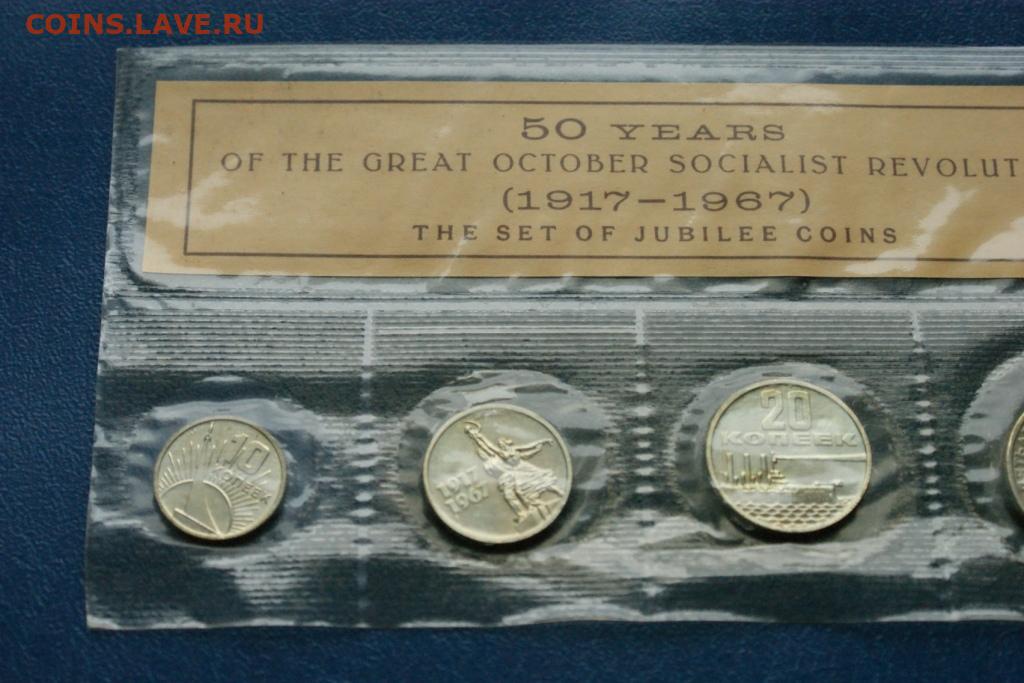 COINS.LAVE.RU
50 YEARS
OF THE GREAT OCTOBER SOCIALIST REVOLUT
(1917-1967)
THE SET OF JUBILEE COINS
10
КОПЕЕК
1917
1967
20
КОПЕЕК